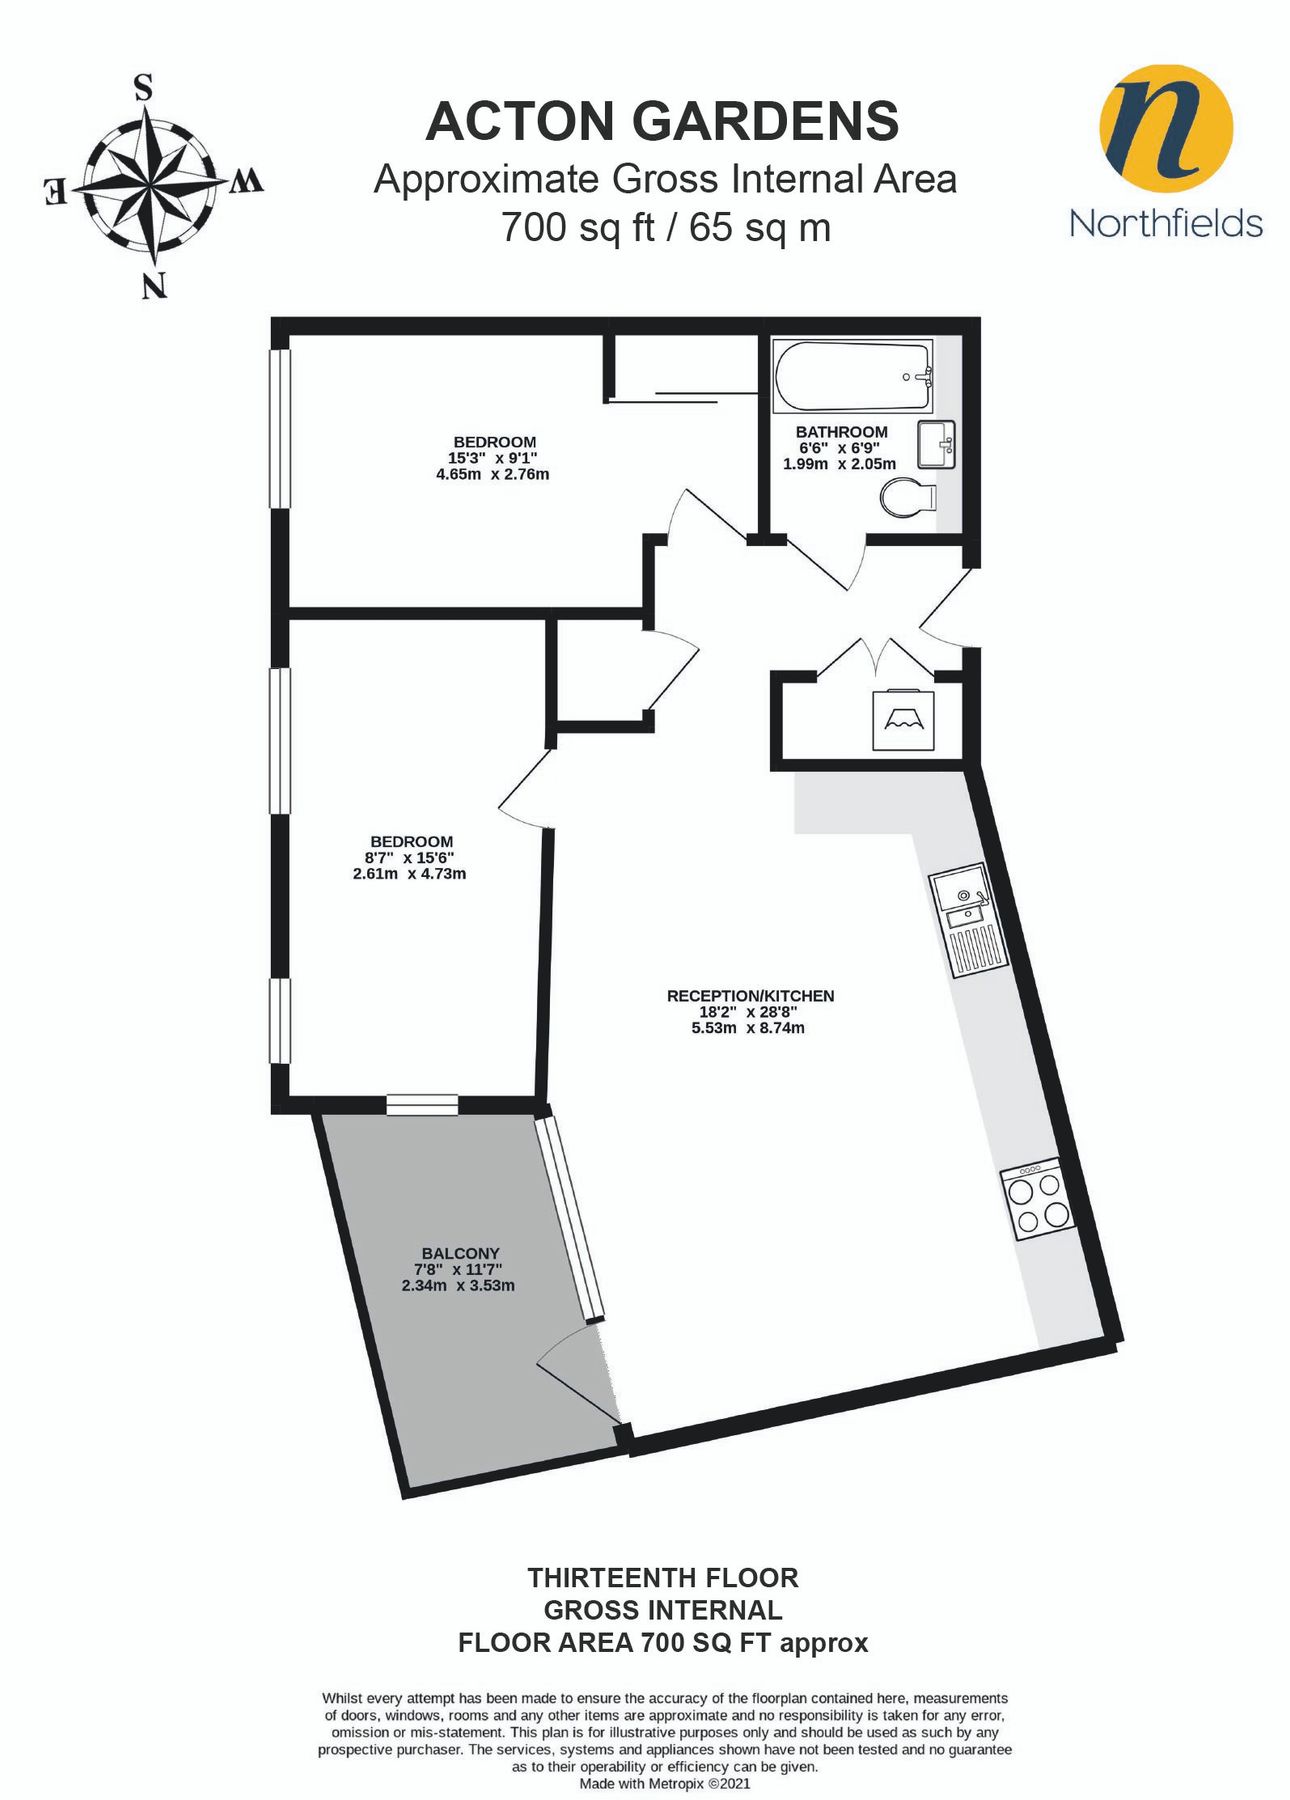 S
W
E
N
ACTON GARDENS
Approximate Gross Internal Area
700 sq ft / 65 sq m
n
Northfields
BEDROOM
15'3" x 9'1"
4.65m x 2.76m
BATHROOM
6'6" x 6'9"
1.99m x 2.05m
BEDROOM
8'7" x 15'6"
2.61m x 4.73m
RECEPTION/KITCHEN
18'2" x 28'8"
5.53m x 8.74m
BALCONY
7'8" x 11'7"
2.34m x 3.53m
THIRTEENTH FLOOR
GROSS INTERNAL
FLOOR AREA 700 SQ FT approx
Whilst every attempt has been made to ensure the accuracy of the floorplan contained here, measurements
of doors, windows, rooms and any other items are approximate and no responsibility is taken for any error,
omission or mis-statement. This plan is for illustrative purposes only and should be used as such by any
prospective purchaser. The services, systems and appliances shown have not been tested and no guarantee
as to their operability or efficiency can be given.
Made with Metropix ©2021